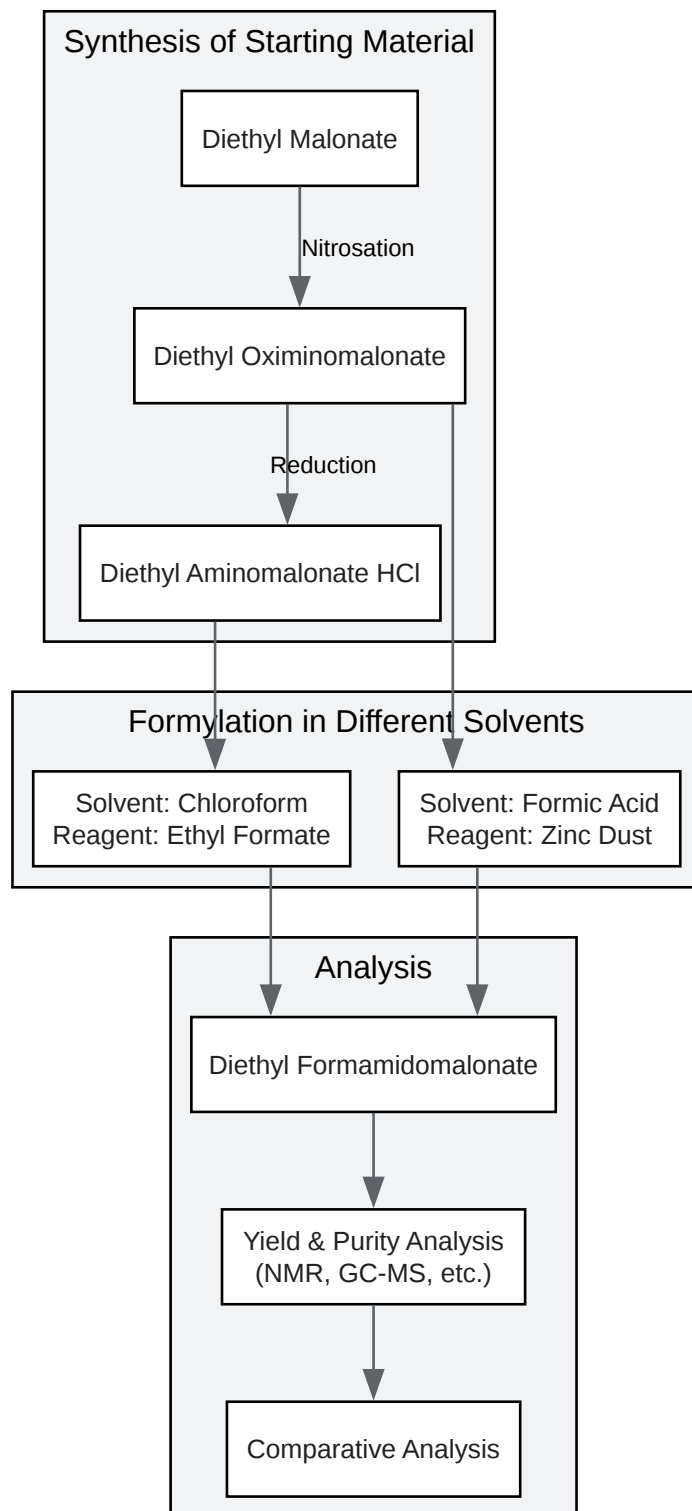 Synthesis of Starting Material
Diethyl Malonate
Nitrosation
Diethyl Oximinomalonate
Reduction
Diethyl Aminomalonate HCl
Formylation in Different Solvents
Solvent: Chloroform
Reagent: Ethyl Formate
Solvent: Formic Acid
Reagent: Zinc Dust
Analysis
Diethyl Formamidomalonate
Yield & Purity Analysis
(NMR, GC-MS, etc.)
Comparative Analysis